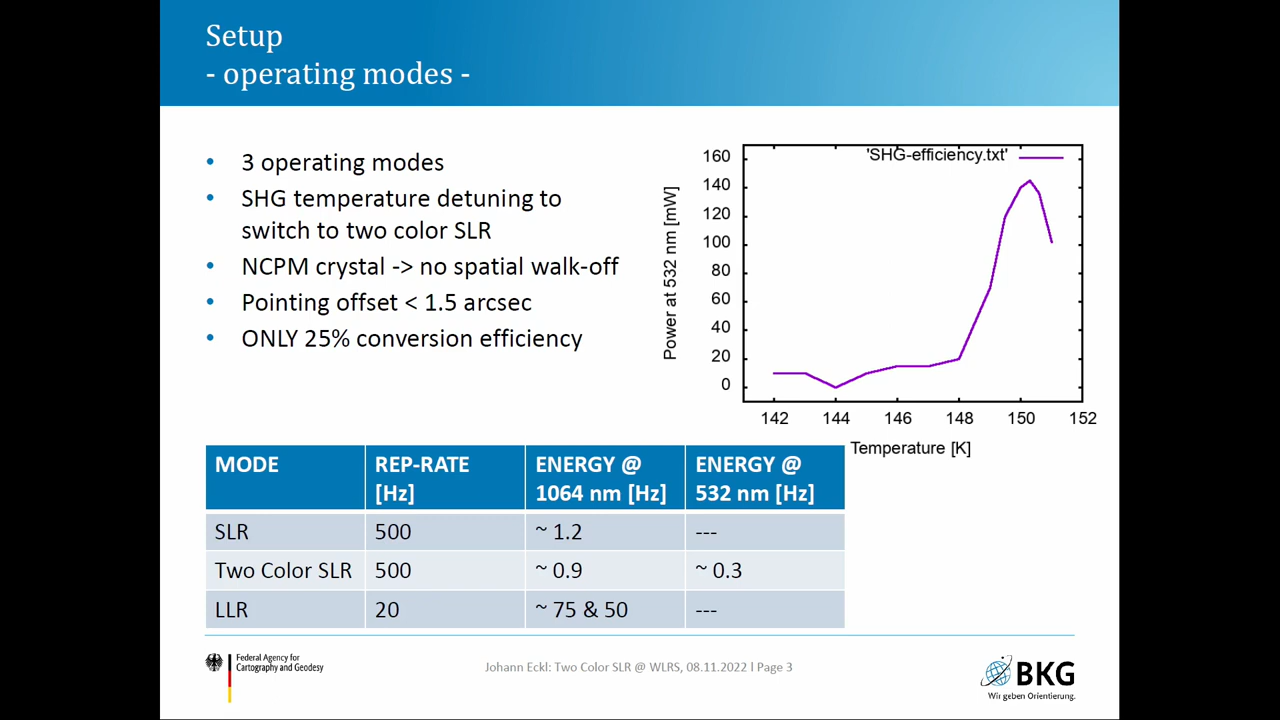 Setup
- operating modes -
• 3 operating modes
• SHG temperature detuning to
switch to two color SLR
• NCPM crystal -> no spatial walk-off
• Pointing offset < 1.5 arcsec
• ONLY 25% conversion efficiency
'SHG-efficiency.txt'
Power at 532 nm [mW]
160
140
120
100
80
60
40
20
0
142 144 146 148 150 152
Temperature [K]
MODE REP-RATE [Hz] ENERGY @ 1064 nm [Hz] ENERGY @ 532 nm [Hz]
SLR 500 ~ 1.2 ---
Two Color SLR 500 ~ 0.9 ~ 0.3
LLR 20 ~ 75 & 50 ---
Federal Agency for
Cartography and Geodesy
Johann Eckl: Two Color SLR @ WLRS, 08.11.2022 I Page 3
BKG
Wir geben Orientierung.